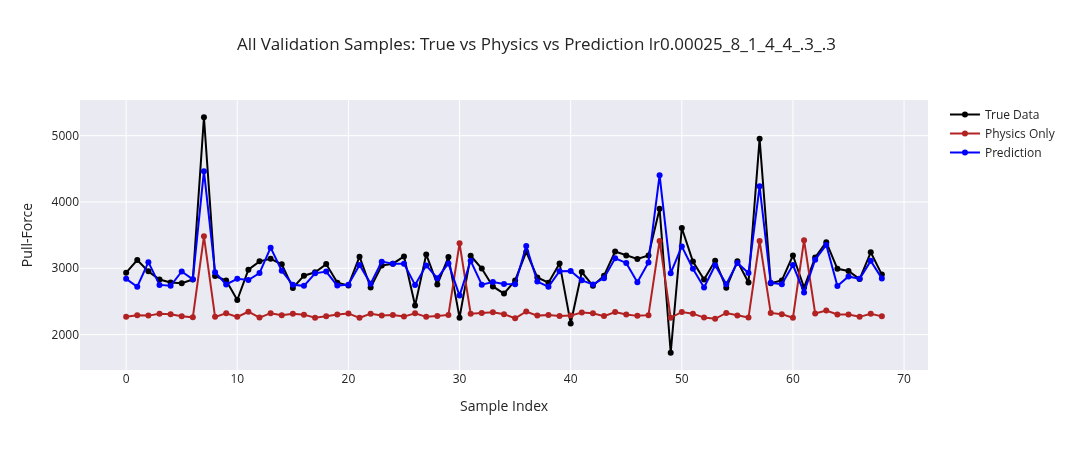 All Validation Samples: True vs Physics vs Prediction lr0.00025_8_1_4_4_.3_.3
True Data
Physics Only
Prediction
Pull-Force
5000
4000
3000
2000
0 10 20 30 40 50 60 70
Sample Index